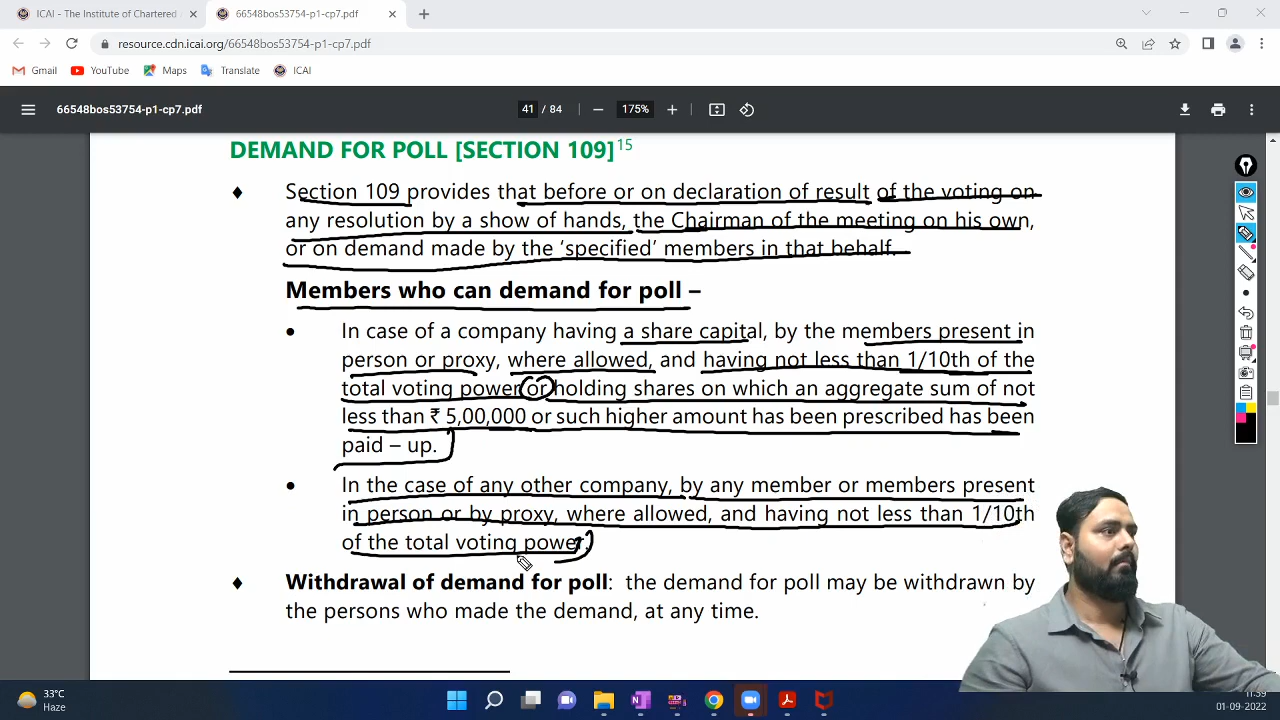 ICAI - The Institute of Chartered
66548bos53754-p1-cp7.pdf
resource.cdn.icai.org/66548bos53754-p1-cp7.pdf
Gmail YouTube Maps Translate ICAI
66548bos53754-p1-cp7.pdf 41 / 84 175%
DEMAND FOR POLL [SECTION 109]15
Section 109 provides that before or on declaration of result of the voting on
any resolution by a show of hands, the Chairman of the meeting on his own,
or on demand made by the ‘specified’ members in that behalf.
Members who can demand for poll –
In case of a company having a share capital, by the members present in
person or proxy, where allowed, and having not less than 1/10th of the
total voting power or holding shares on which an aggregate sum of not
less than ₹ 5,00,000 or such higher amount has been prescribed has been
paid – up.
In the case of any other company, by any member or members present
in person or by proxy, where allowed, and having not less than 1/10th
of the total voting power.
Withdrawal of demand for poll: the demand for poll may be withdrawn by
the persons who made the demand, at any time.
33°C
Haze
11:39
01-09-2022